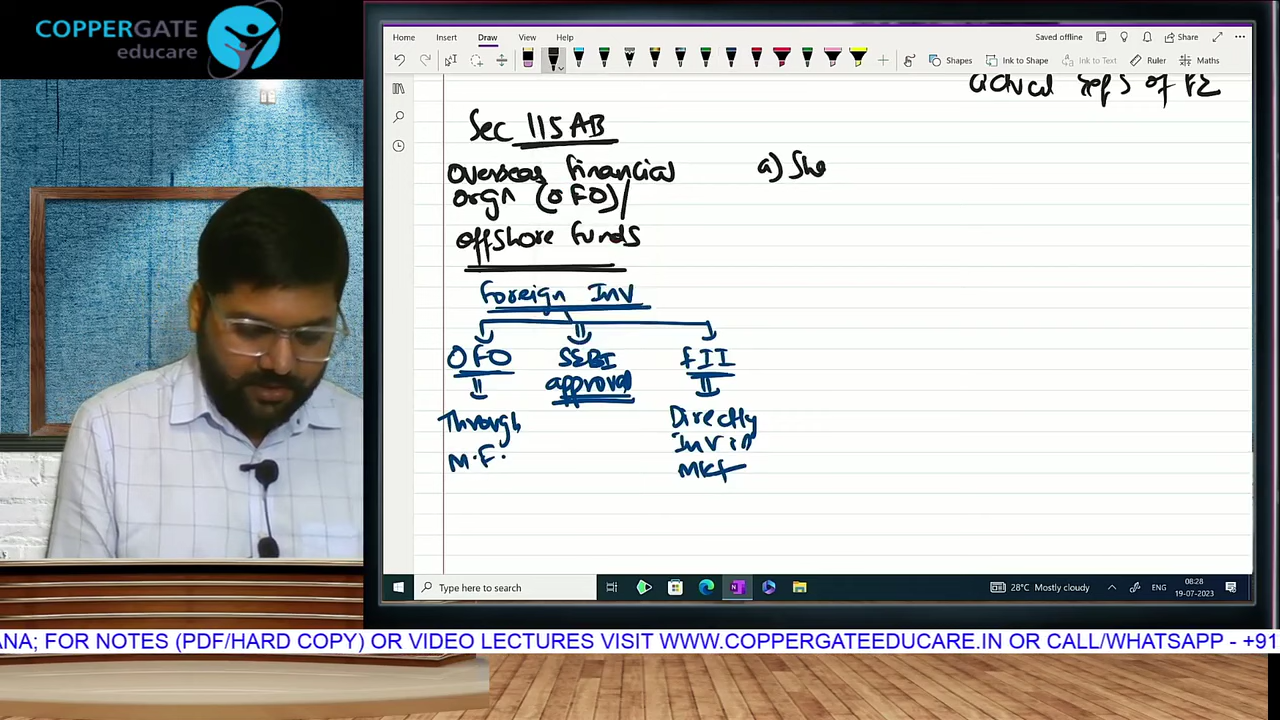 COPPERGATE
educare
Home Insert Draw View Help
Saved offline
Share
Shapes
Ink to Shape
Ink to Text
Ruler
Maths
Sec 115AB
Overseas Financial
Orgn (OFO)/
offshore Funds
a) Sha
Foreign Inv
OFO
SEBI
approval
FII
Through
M.F.
Directly
Inv in
Mkt
Type here to search
28°C Mostly cloudy
ENG
08:28
19-07-2023
ANA; FOR NOTES (PDF/HARD COPY) OR VIDEO LECTURES VISIT WWW.COPPERGATEEDUCARE.IN OR CALL/WHATSAPP - +91